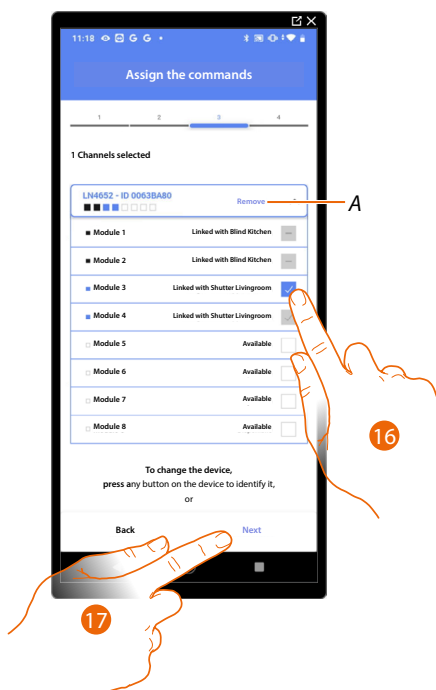 11:18 G G
Assign the commands
1 2 3 4
1 Channels selected
LN4652 - ID 0063BA80
Remove
A
Module 1 Linked with Blind Kitchen
Module 2 Linked with Blind Kitchen
Module 3 Linked with Shutter Livingroom
Module 4 Linked with Shutter Livingroom
Module 5 Available
Module 6 Available
Module 7 Available
Module 8 Available
16
To change the device,
press any button on the device to identify it,
or
Back Next
17